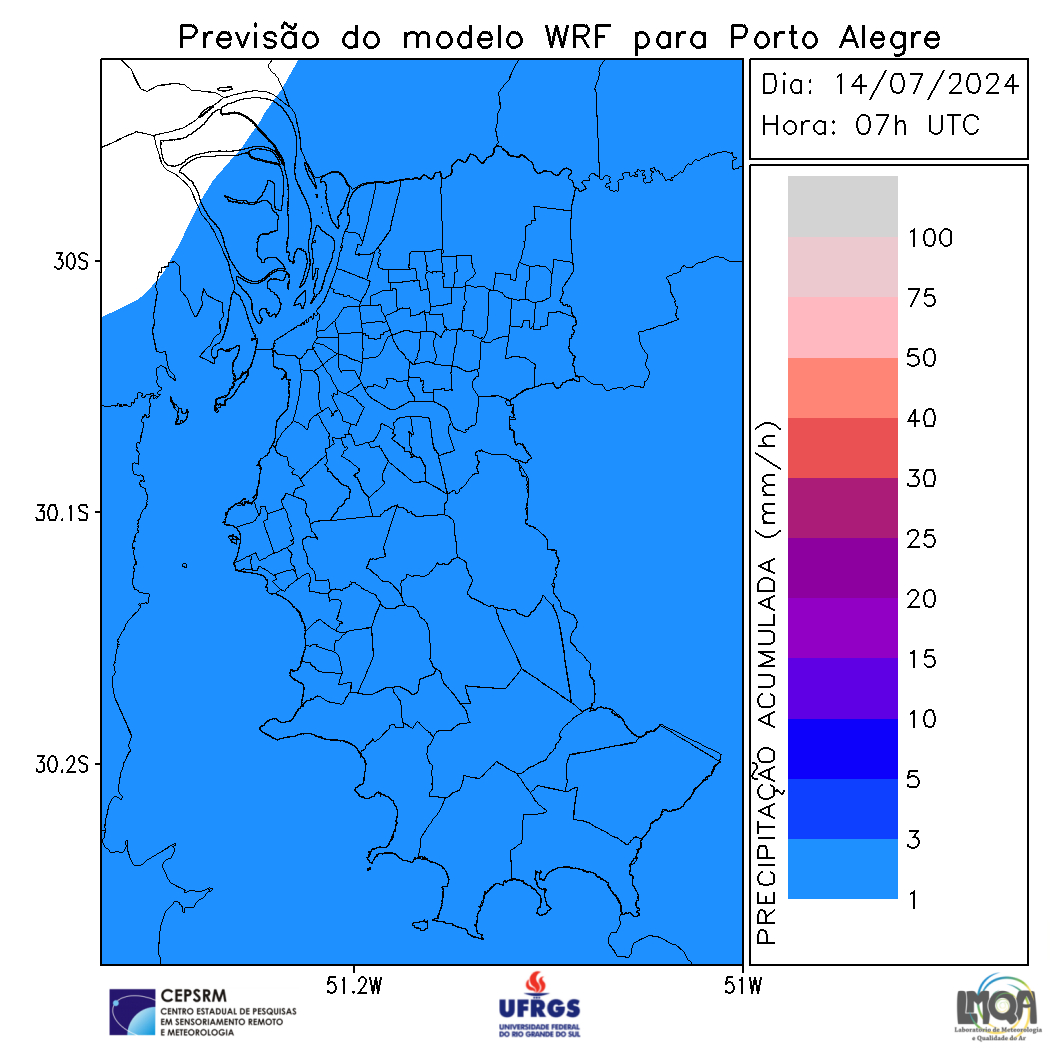 Previsão do modelo WRF para Porto Alegre
Dia: 14/07/2024
Hora: 07h UTC
30S
30.1S
30.2S
51.2W
51W
PRECIPITAÇÃO ACUMULADA (mm/h)
100
75
50
40
30
25
20
15
10
5
3
1
CEPSRM
CENTRO ESTADUAL DE PESQUISAS
EM SENSORIAMENTO REMOTO
E METEOROLOGIA
UFRGS
UNIVERSIDADE FEDERAL
DO RIO GRANDE DO SUL
LMQA
Laboratório de Meteorologia
e Qualidade do Ar